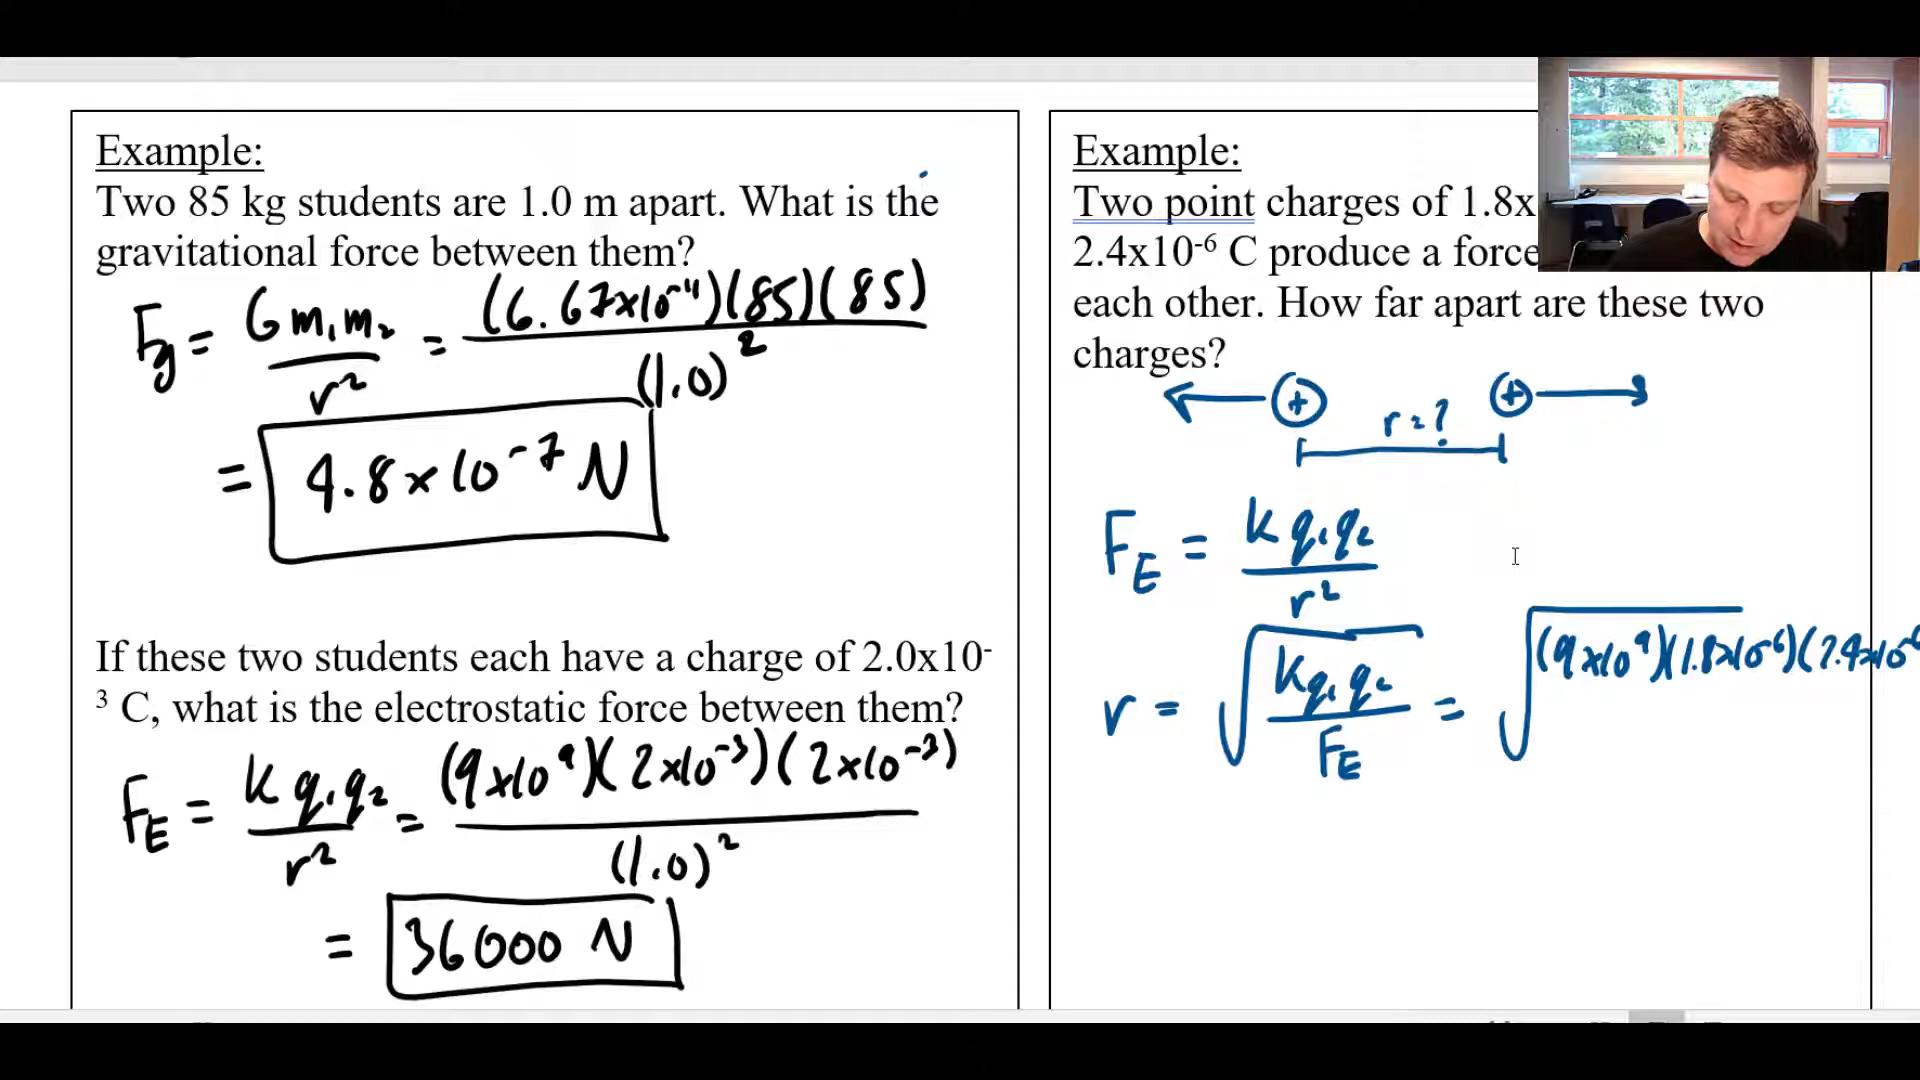 Example:
Two 85 kg students are 1.0 m apart. What is the
gravitational force between them?
Fg = Gm₁m₂ / r² = (6.67x10⁻¹¹)(85)(85) / (1.0)²
= 4.8x10⁻⁷ N
If these two students each have a charge of 2.0x10⁻
³ C, what is the electrostatic force between them?
F_E = kq₁q₂ / r² = (9x10⁹)(2x10⁻³)(2x10⁻³) / (1.0)²
= 36000 N
Example:
Two point charges of 1.8x
2.4x10⁻⁶ C produce a force
each other. How far apart are these two
charges?
+ +
r = ?
F_E = kq₁q₂ / r²
r = √(kq₁q₂ / F_E) = √(9x10⁹)(1.8x10⁻⁶)(2.4x10⁻⁶